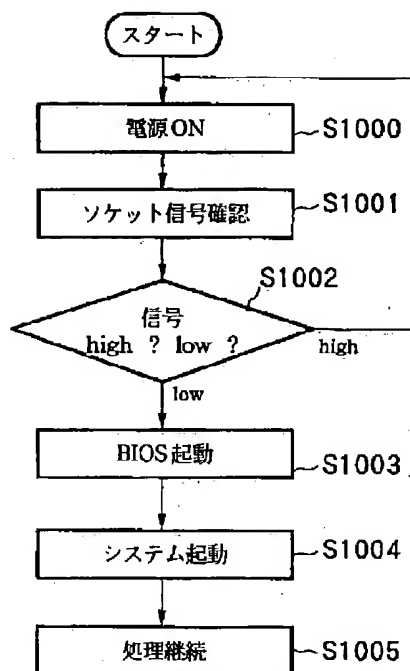 スタート
電源ON
S1000
ソケット信号確認
S1001
S1002
信号
high ? low ?
high
low
BIOS起動
S1003
システム起動
S1004
処理継続
S1005